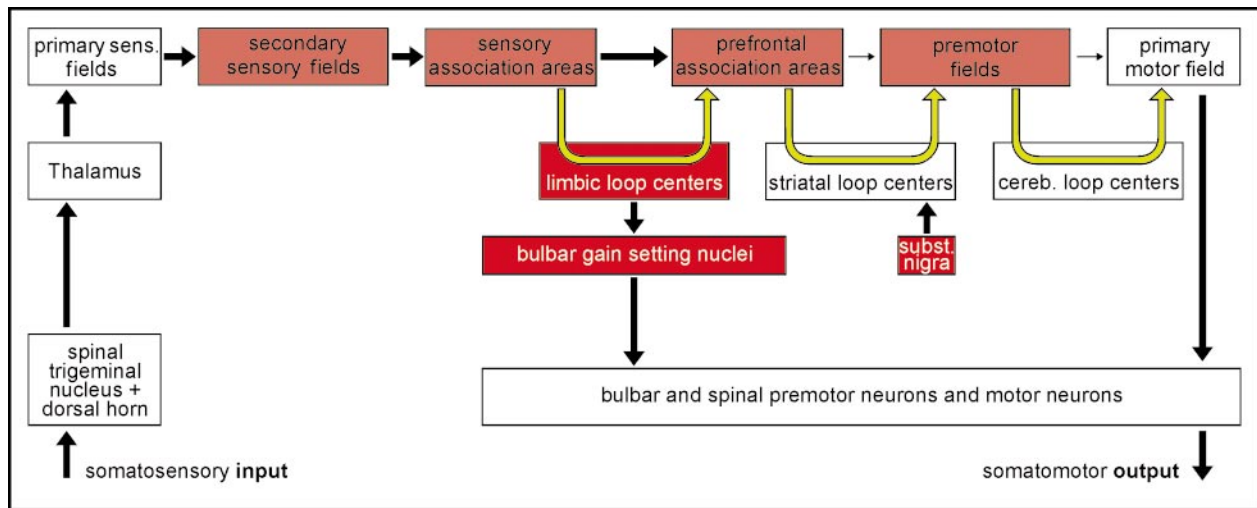 primary sens.
fields
secondary
sensory fields
sensory
association areas
prefrontal
association areas
premotor
fields
primary
motor field
Thalamus
limbic loop centers
striatal loop centers
cereb. loop centers
bulbar gain setting nuclei
subst.
nigra
spinal
trigeminal
nucleus +
dorsal horn
bulbar and spinal premotor neurons and motor neurons
somatosensory input
somatomotor output